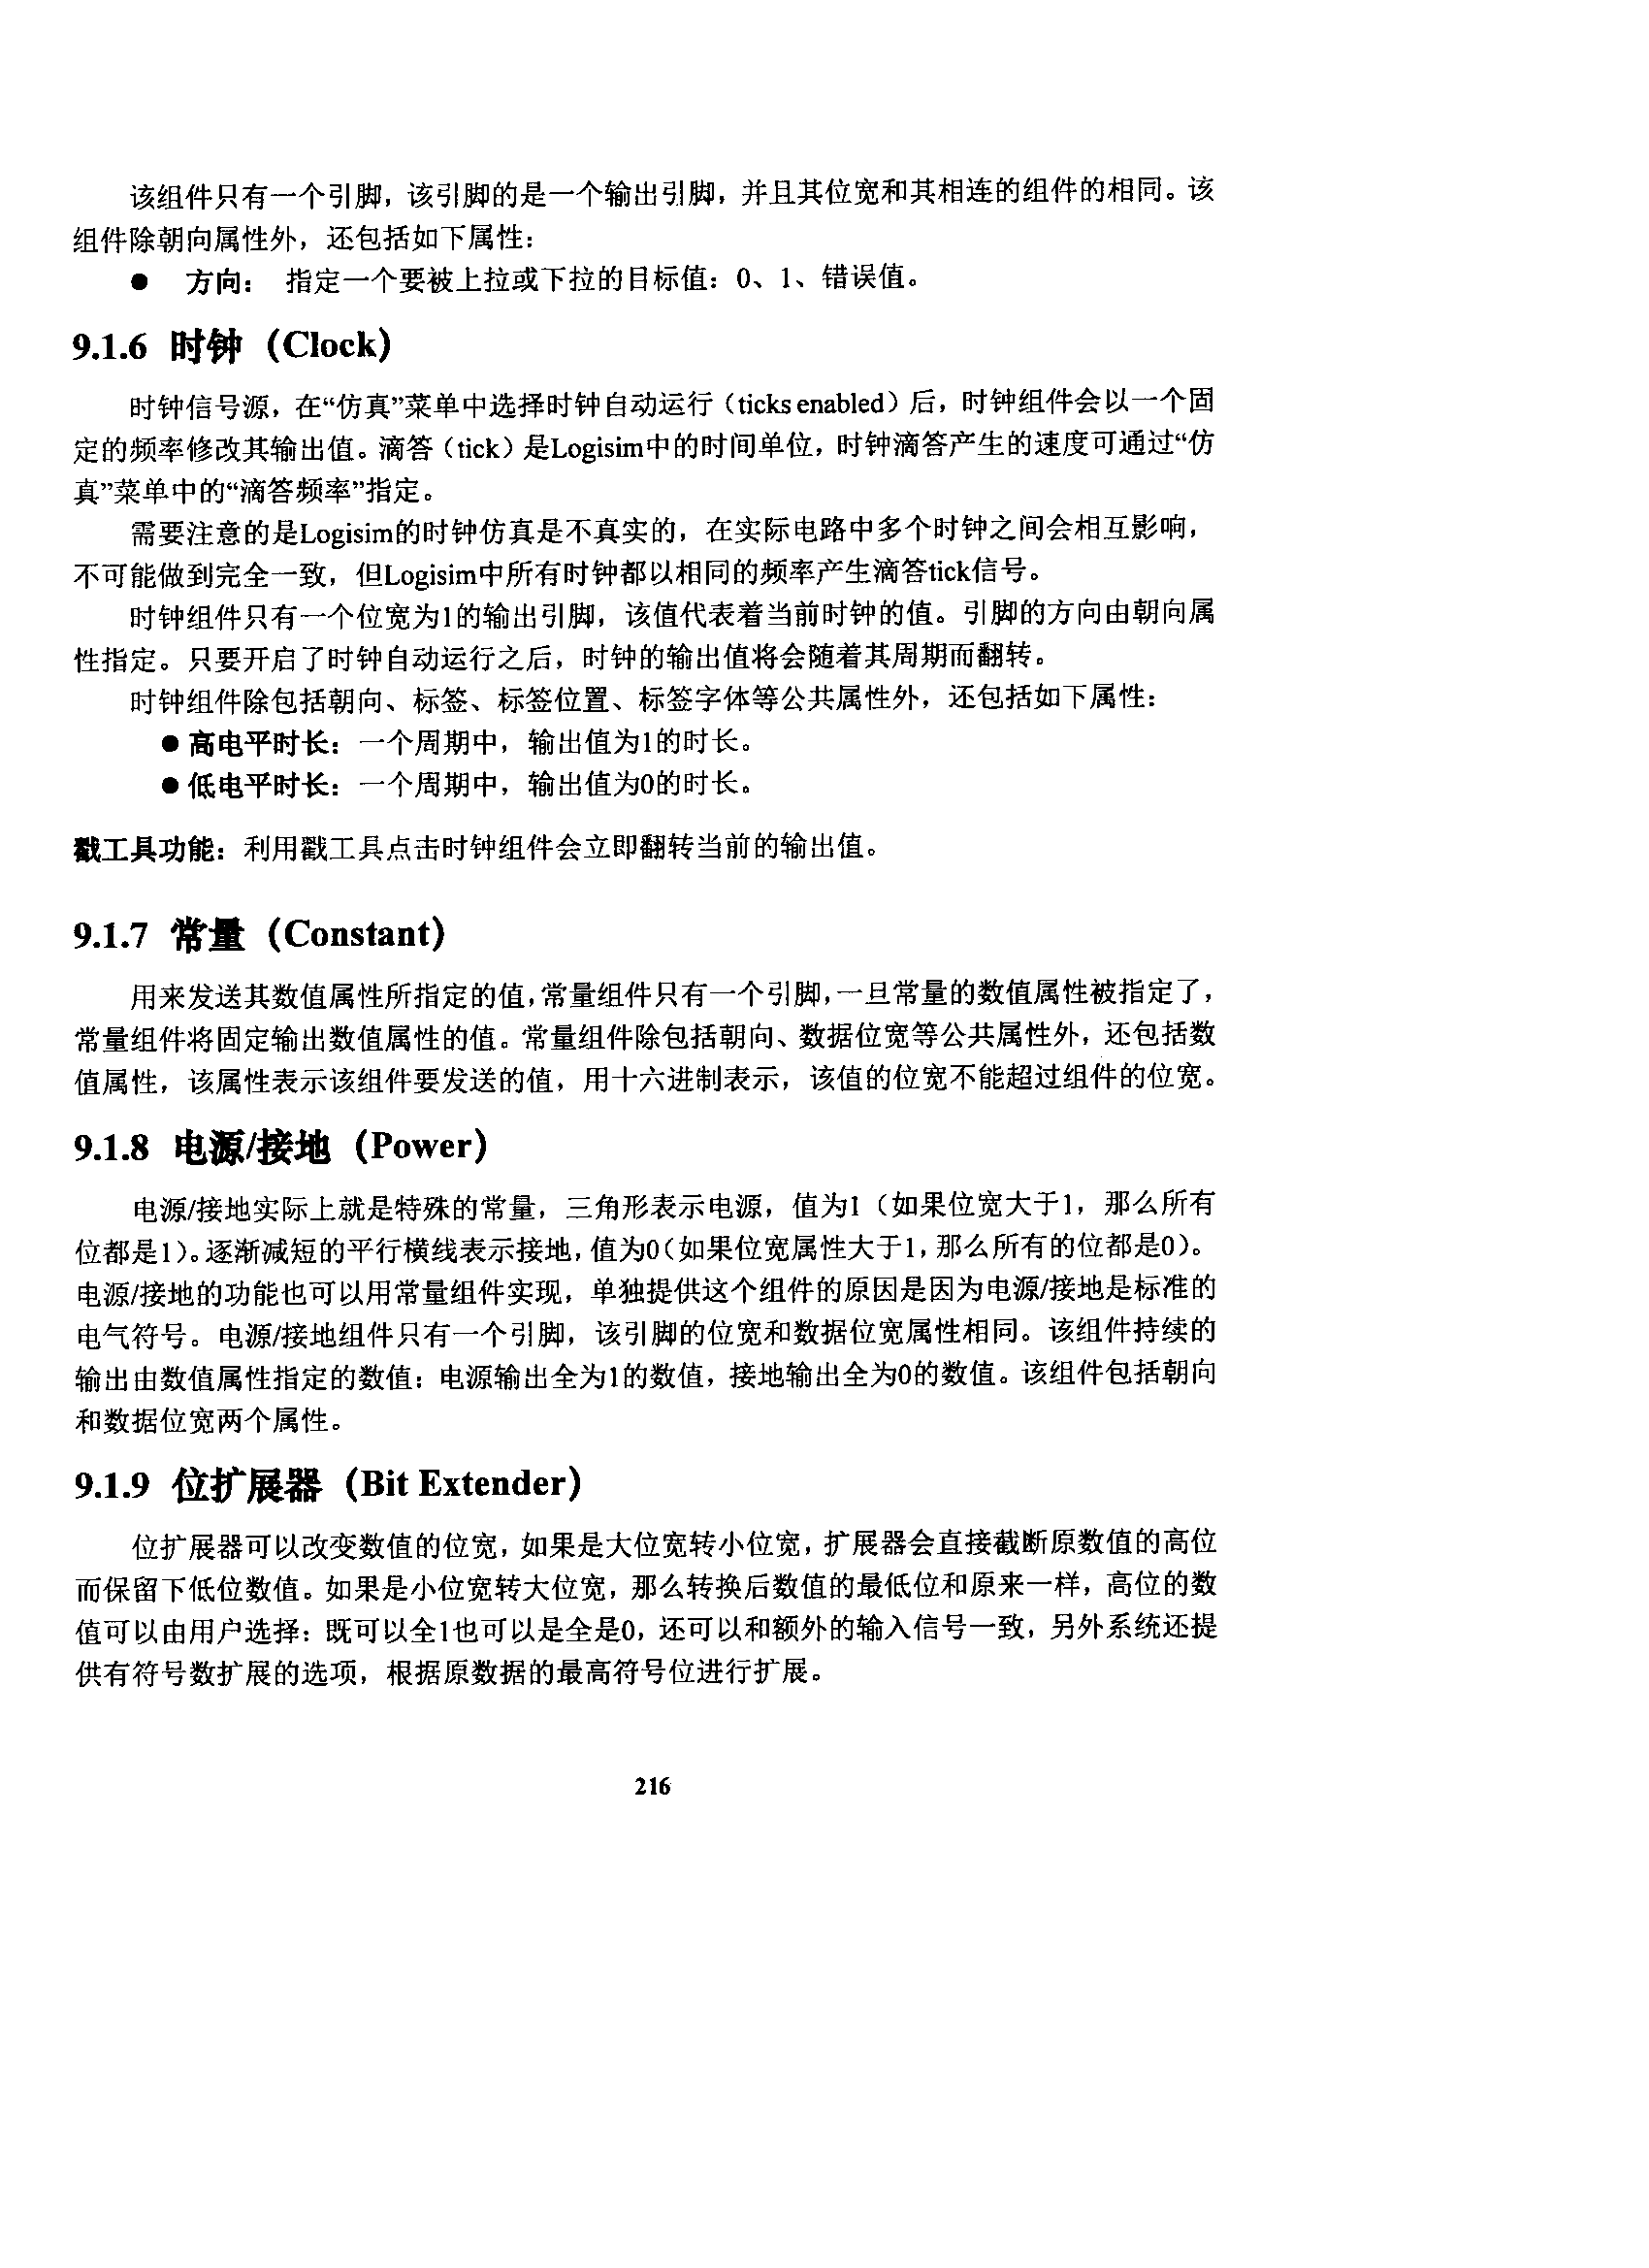 该组件只有一个引脚，该引脚的是一个输出引脚，并且其位宽和其相连的组件的相同。该
组件除朝向属性外，还包括如下属性：
● 方向： 指定一个要被上拉或下拉的目标值：0、1、错误值。
9.1.6 时钟（Clock）
时钟信号源，在“仿真”菜单中选择时钟自动运行（ticks enabled）后，时钟组件会以一个固
定的频率修改其输出值。滴答（tick）是Logisim中的时间单位，时钟滴答产生的速度可通过“仿
真”菜单中的“滴答频率”指定。
需要注意的是Logisim的时钟仿真是不真实的，在实际电路中多个时钟之间会相互影响，
不可能做到完全一致，但Logisim中所有时钟都以相同的频率产生滴答tick信号。
时钟组件只有一个位宽为1的输出引脚，该值代表着当前时钟的值。引脚的方向由朝向属
性指定。只要开启了时钟自动运行之后，时钟的输出值将会随着其周期而翻转。
时钟组件除包括朝向、标签、标签位置、标签字体等公共属性外，还包括如下属性：
● 高电平时长：一个周期中，输出值为1的时长。
● 低电平时长：一个周期中，输出值为0的时长。
戳工具功能：利用戳工具点击时钟组件会立即翻转当前的输出值。
9.1.7 常量（Constant）
用来发送其数值属性所指定的值，常量组件只有一个引脚，一旦常量的数值属性被指定了，
常量组件将固定输出数值属性的值。常量组件除包括朝向、数据位宽等公共属性外，还包括数
值属性，该属性表示该组件要发送的值，用十六进制表示，该值的位宽不能超过组件的位宽。
9.1.8 电源/接地（Power）
电源/接地实际上就是特殊的常量，三角形表示电源，值为1（如果位宽大于1，那么所有
位都是1）。逐渐减短的平行横线表示接地，值为0（如果位宽属性大于1，那么所有的位都是0）。
电源/接地的功能也可以用常量组件实现，单独提供这个组件的原因是因为电源/接地是标准的
电气符号。电源/接地组件只有一个引脚，该引脚的位宽和数据位宽属性相同。该组件持续的
输出由数值属性指定的数值：电源输出全为1的数值，接地输出全为0的数值。该组件包括朝向
和数据位宽两个属性。
9.1.9 位扩展器（Bit Extender）
位扩展器可以改变数值的位宽，如果是大位宽转小位宽，扩展器会直接截断原数值的高位
而保留下低位数值。如果是小位宽转大位宽，那么转换后数值的最低位和原来一样，高位的数
值可以由用户选择：既可以全1也可以是全是0，还可以和额外的输入信号一致，另外系统还提
供有符号数扩展的选项，根据原数据的最高符号位进行扩展。
216